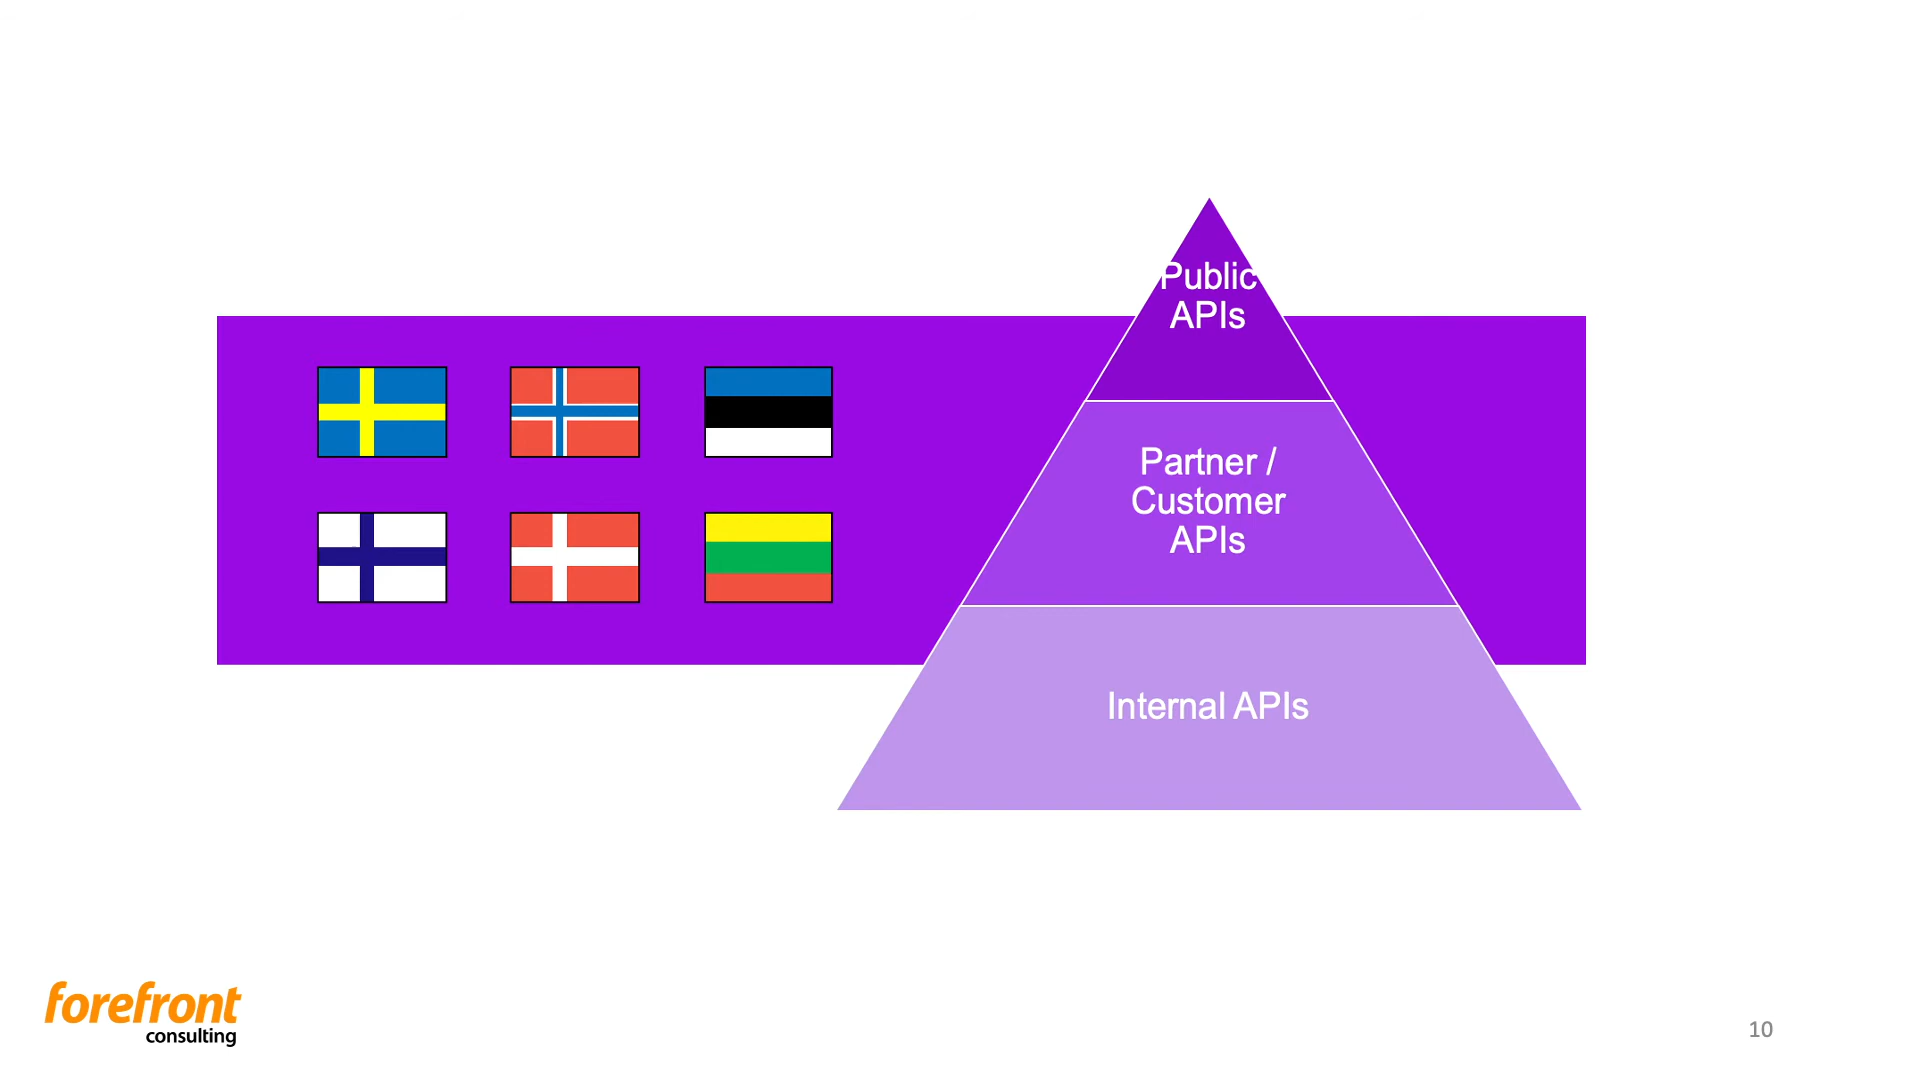 Public
APIs
Partner /
Customer
APIs
Internal APIs
forefront
consulting
10